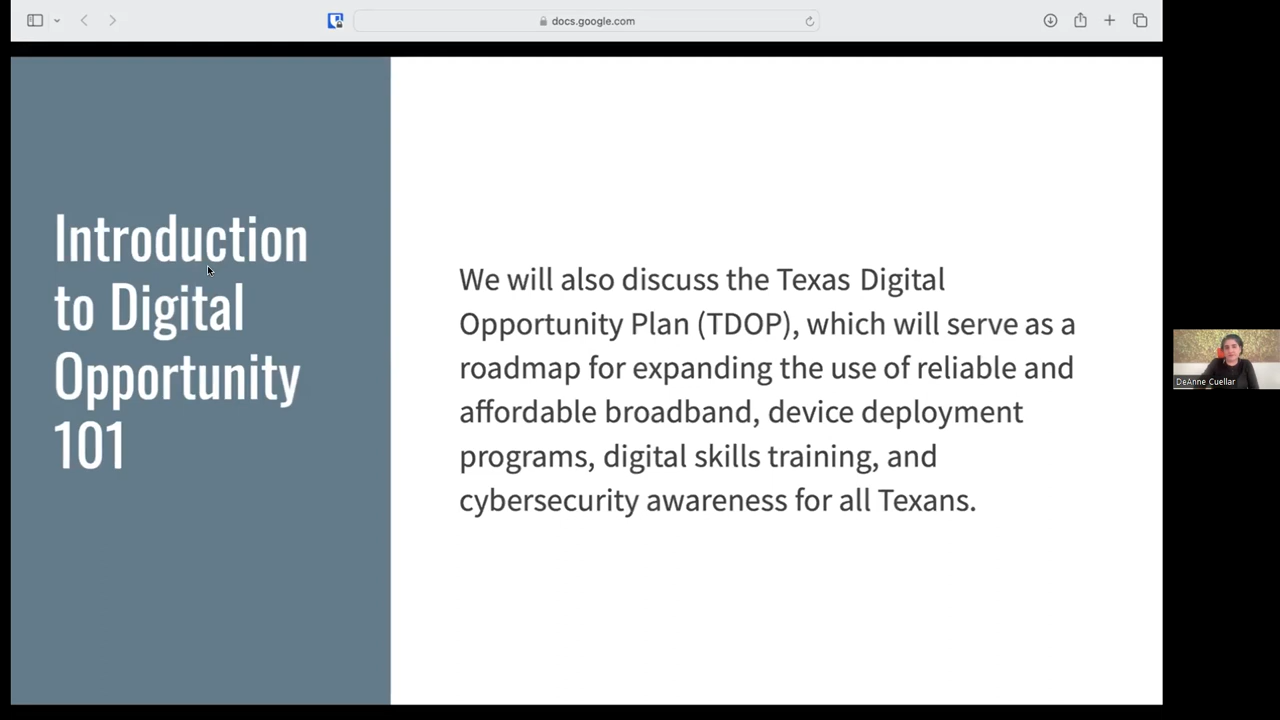 docs.google.com
Introduction
to Digital
Opportunity
101
We will also discuss the Texas Digital
Opportunity Plan (TDOP), which will serve as a
roadmap for expanding the use of reliable and
affordable broadband, device deployment
programs, digital skills training, and
cybersecurity awareness for all Texans.
DeAnne Cuellar